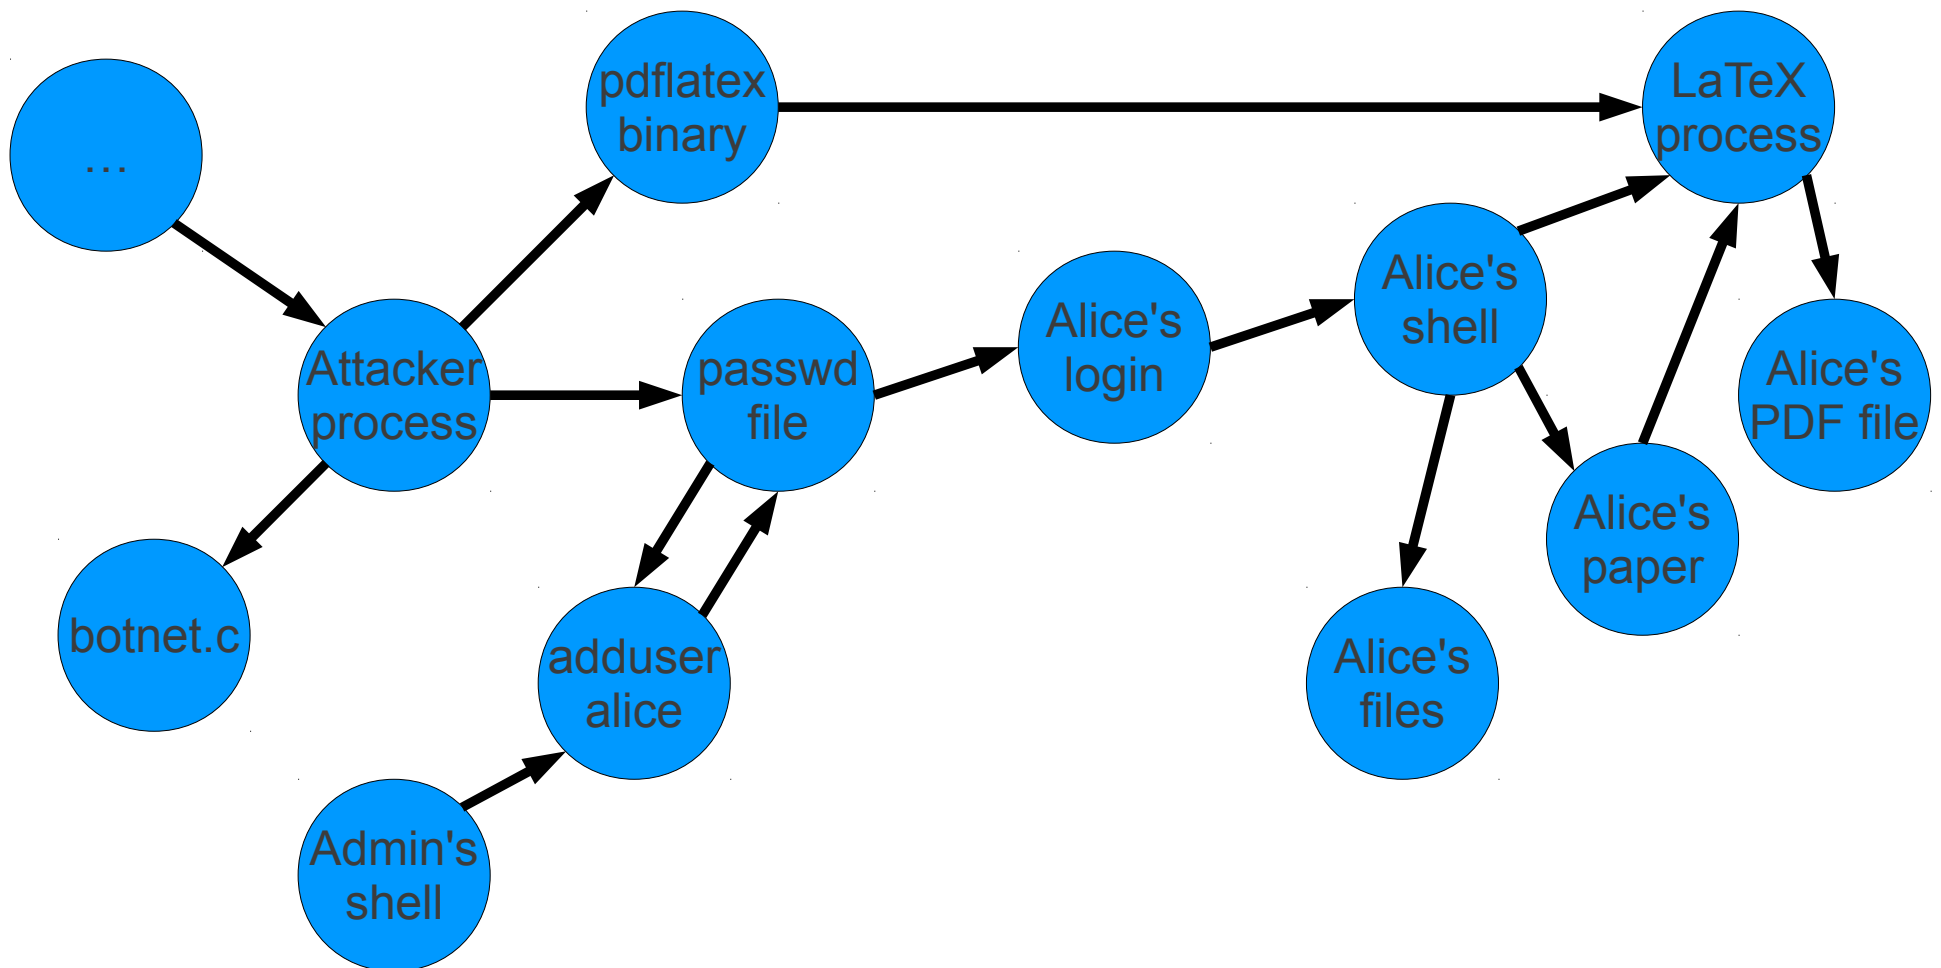 ...
pdflatex
binary
LaTeX
process
Attacker
process
passwd
file
Alice's
login
Alice's
shell
Alice's
PDF file
Alice's
paper
botnet.c
adduser
alice
Alice's
files
Admin's
shell